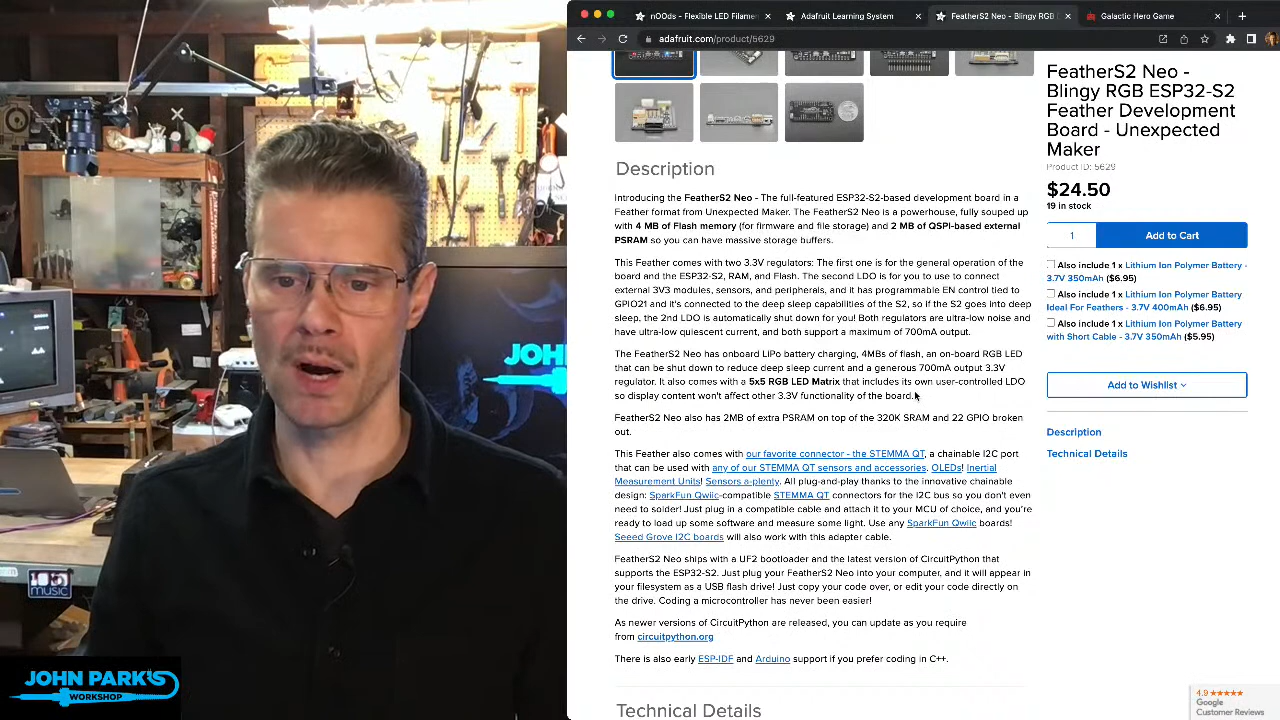 nOOds - Flexible LED Filame
Adafruit Learning System
Galactic Hero Game
adafruit.com/product/5629
FeatherS2 Neo -
Blingy RGB ESP32-S2
Feather Development
Board - Unexpected
Maker
Product ID: 5629
$24.50
19 in stock
1
Add to Cart
Also include 1 x Lithium Ion Polymer Battery -
3.7V 350mAh ($6.95)
Also include 1 x Lithium Ion Polymer Battery
Ideal For Feathers - 3.7V 400mAh ($6.95)
Also include 1 x Lithium Ion Polymer Battery
with Short Cable - 3.7V 350mAh ($5.95)
Add to Wishlist
Description
Technical Details
Description
Introducing the FeatherS2 Neo - The full-featured ESP32-S2-based development board in a
Feather format from Unexpected Maker. The FeatherS2 Neo is a powerhouse, fully souped up
with 4 MB of Flash memory (for firmware and file storage) and 2 MB of QSPI-based external
PSRAM so you can have massive storage buffers.
This Feather comes with two 3.3V regulators: The first one is for the general operation of the
board and the ESP32-S2, RAM, and Flash. The second LDO is for you to use to connect
external 3V3 modules, sensors, and peripherals, and it has programmable EN control tied to
GPIO21 and it's connected to the deep sleep capabilities of the S2, so if the S2 goes into deep
sleep, the 2nd LDO is automatically shut down for you! Both regulators are ultra-low noise and
have ultra-low quiescent current, and both support a maximum of 700mA output.
The FeatherS2 Neo has onboard LiPo battery charging, 4MBs of Flash, a power off RGB LED
that can be shut down to reduce deep sleep current and a generous 700mA output 3.3V
regulator. It also comes with a 5x5 RGB LED Matrix that provides its own user-controlled LDO
so display content won't affect other 3.3V functionality of the board.
FeatherS2 Neo also has 2MB of extra PSRAM on top of the 320K SRAM and 22 GPIO broken
out.
This Feather also comes with our favorite connector - the STEMMA QT, a chainable I2C port
that can be used with any of our STEMMA QT sensors and accessories. OLEDs! Inertial
Measurement Units! Sensors a-plenty. All plug-and-play thanks to the innovative chainable
design: SparkFun Qwiic-compatible STEMMA QT connectors for the I2C bus so you don't even
need to solder! Just plug in a compatible cable and attach it to your MCU of choice, and you're
ready to load up some software and measure some light. Use any SparkFun Qwiic boards!
Seeed Grove I2C boards will also work with this adapter cable.
FeatherS2 Neo ships with a UF2 bootloader and the latest version of CircuitPython that
supports the ESP32-S2. Just plug your FeatherS2 Neo into your computer, and it will appear in
your filesystem as a USB flash drive! Just copy your code over, or edit your code directly on
the drive. Coding a microcontroller has never been easier!
As newer versions of CircuitPython are released, you can update as you require
from circuitpython.org
There is also early ESP-IDF and Arduino support if you prefer coding in C++.
Technical Details
4.9 ★★★★★
Google
Customer Reviews
JOHN PARK'S
WORKSHOP
JOH
music